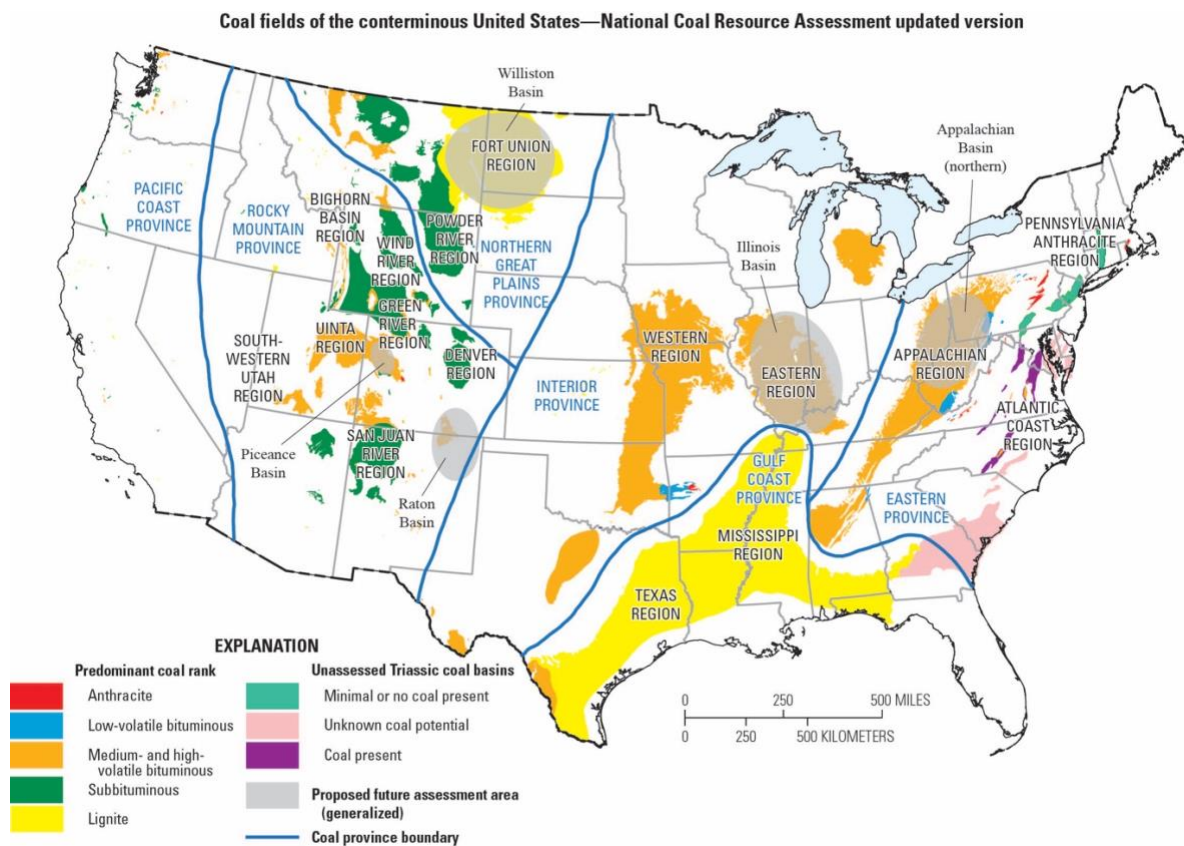 Coal fields of the conterminous United States—National Coal Resource Assessment updated version
Williston
Basin
FORT UNION
REGION
Appalachian
Basin
(northern)
PACIFIC
COAST
PROVINCE
ROCKY
MOUNTAIN
PROVINCE
BIGHORN
BASIN
REGION
WIND
RIVER
REGION
POWDER
RIVER
REGION
NORTHERN
GREAT
PLAINS
PROVINCE
GREEN
RIVER
REGION
UINTA
REGION
SOUTH-
WESTERN
UTAH
REGION
DENVER
REGION
Piceance
Basin
SAN JUAN
RIVER
REGION
Raton
Basin
INTERIOR
PROVINCE
WESTERN
REGION
Illinois
Basin
EASTERN
REGION
PENNSYLVANIA
ANTHRACITE
REGION
APPALACHIAN
REGION
ATLANTIC
COAST
REGION
GULF
COAST
PROVINCE
EASTERN
PROVINCE
MISSISSIPPI
REGION
TEXAS
REGION
EXPLANATION
Predominant coal rank
Anthracite
Low-volatile bituminous
Medium- and high-
volatile bituminous
Subbituminous
Lignite
Unassessed Triassic coal basins
Minimal or no coal present
Unknown coal potential
Coal present
Proposed future assessment area
(generalized)
Coal province boundary
0 250 500 MILES
0 250 500 KILOMETERS